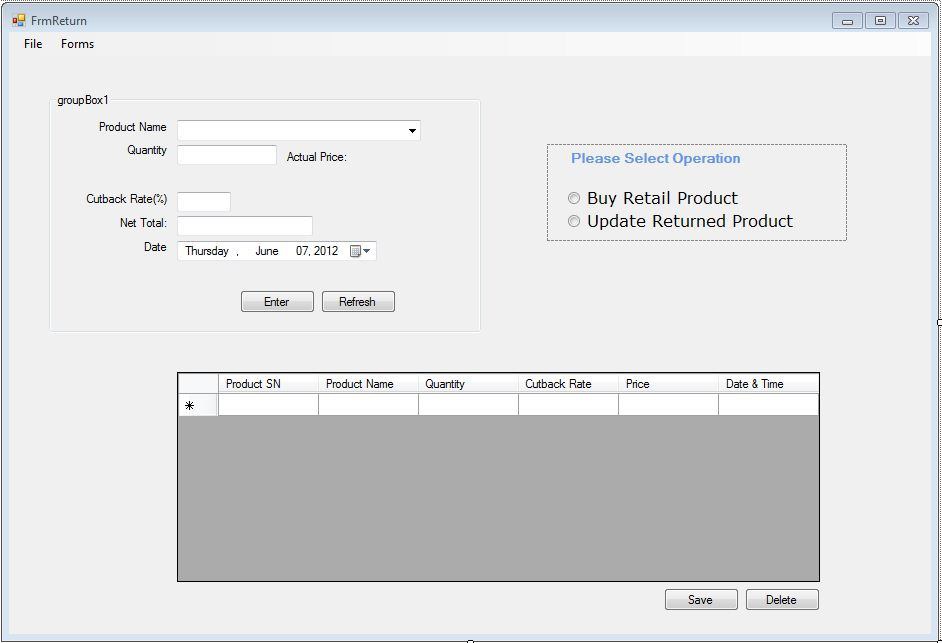 FrmReturn
File Forms
groupBox1
Product Name
Quantity
Actual Price:
Cutback Rate(%)
Net Total:
Date
Thursday , June 07, 2012
Enter Refresh
Please Select Operation
Buy Retail Product
Update Returned Product
Product SN Product Name Quantity Cutback Rate Price Date & Time
Save Delete